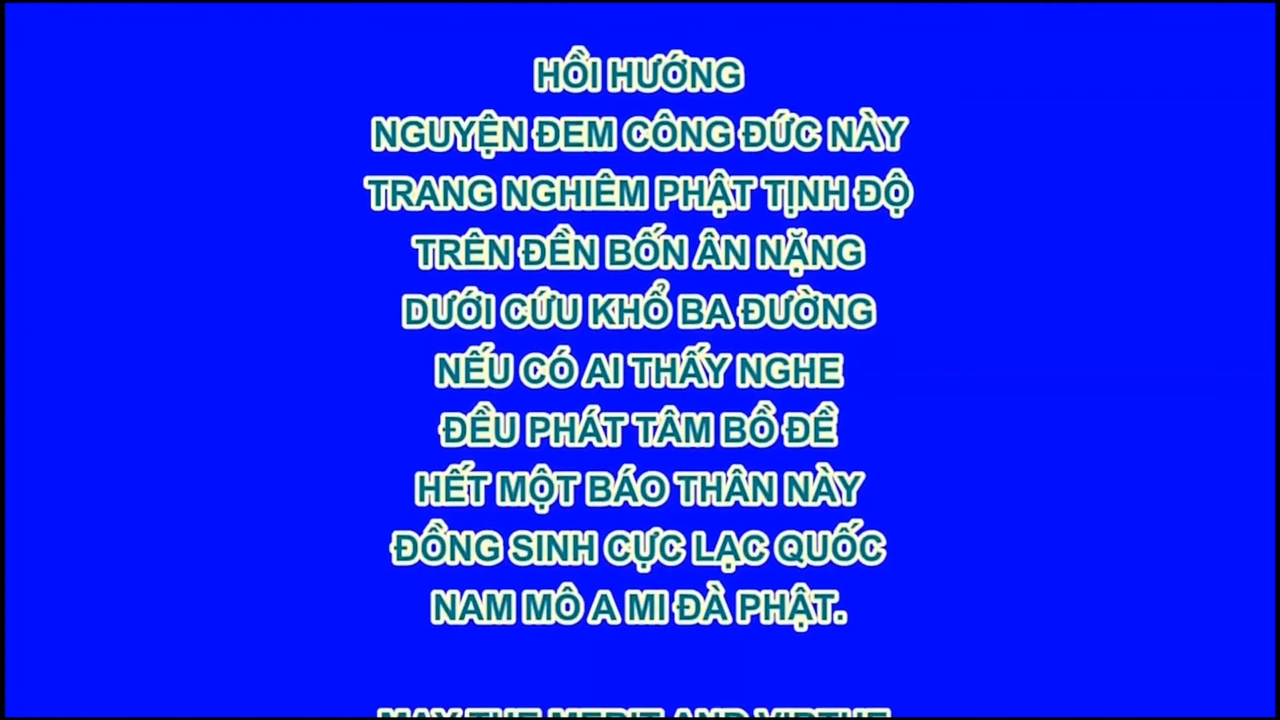 HỒI HƯỚNG
NGUYỆN ĐEM CÔNG ĐỨC NÀY
TRANG NGHIÊM PHẬT TỊNH ĐỘ
TRÊN ĐỀN BỐN ÂN NẶNG
DƯỚI CỨU KHỔ BA ĐƯỜNG
NẾU CÓ AI THẤY NGHE
ĐỀU PHÁT TÂM BỒ ĐỀ
HẾT MỘT BÁO THÂN NÀY
ĐỒNG SINH CỰC LẠC QUỐC
NAM MÔ A MI ĐÀ PHẬT.
MAY THE MERIT AND VIRTUE